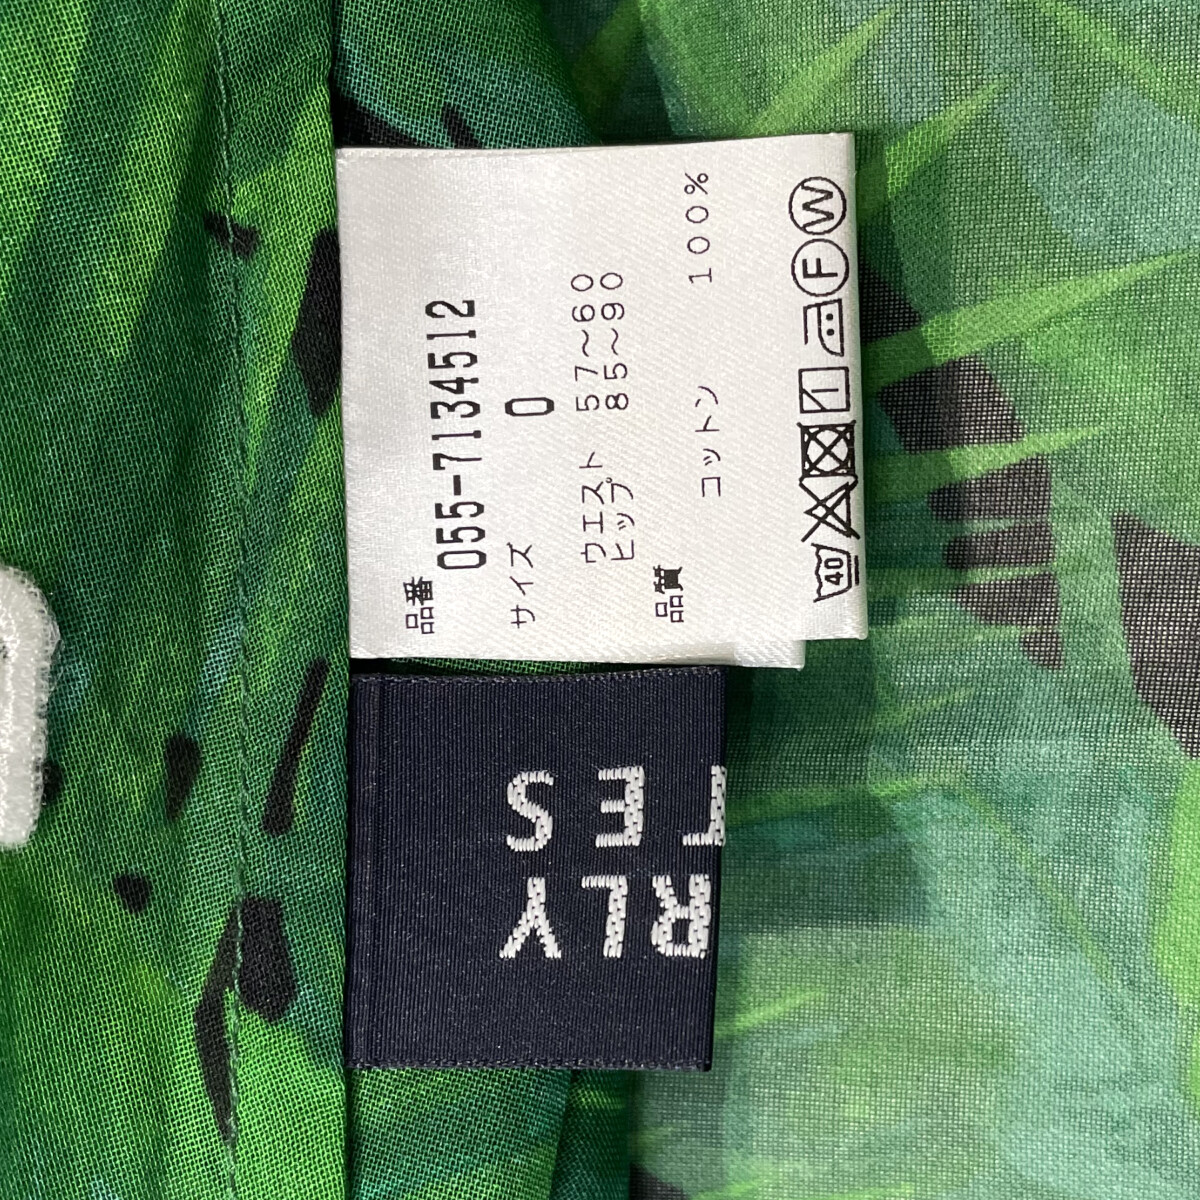 品番
055-7134512
サイズ 0
ウエスト 57〜60
ヒップ 85〜90
品質
コットン 100%
40 F W
RLY
TES